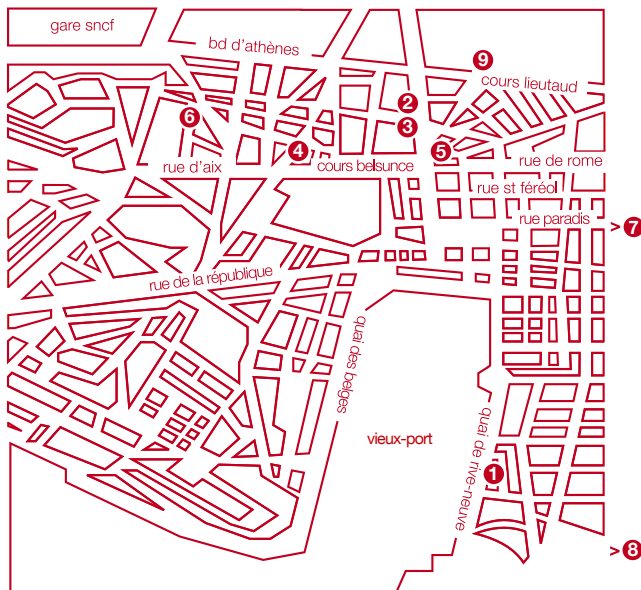 gare sncf
bd d'athènes
9
cours lieutaud
2
6
3
4
5
rue d'aix
cours belsunce
rue de rome
rue st féréol
rue paradis
> 7
rue de la république
quai des belges
vieux-port
quai de rive-neuve
1
> 8